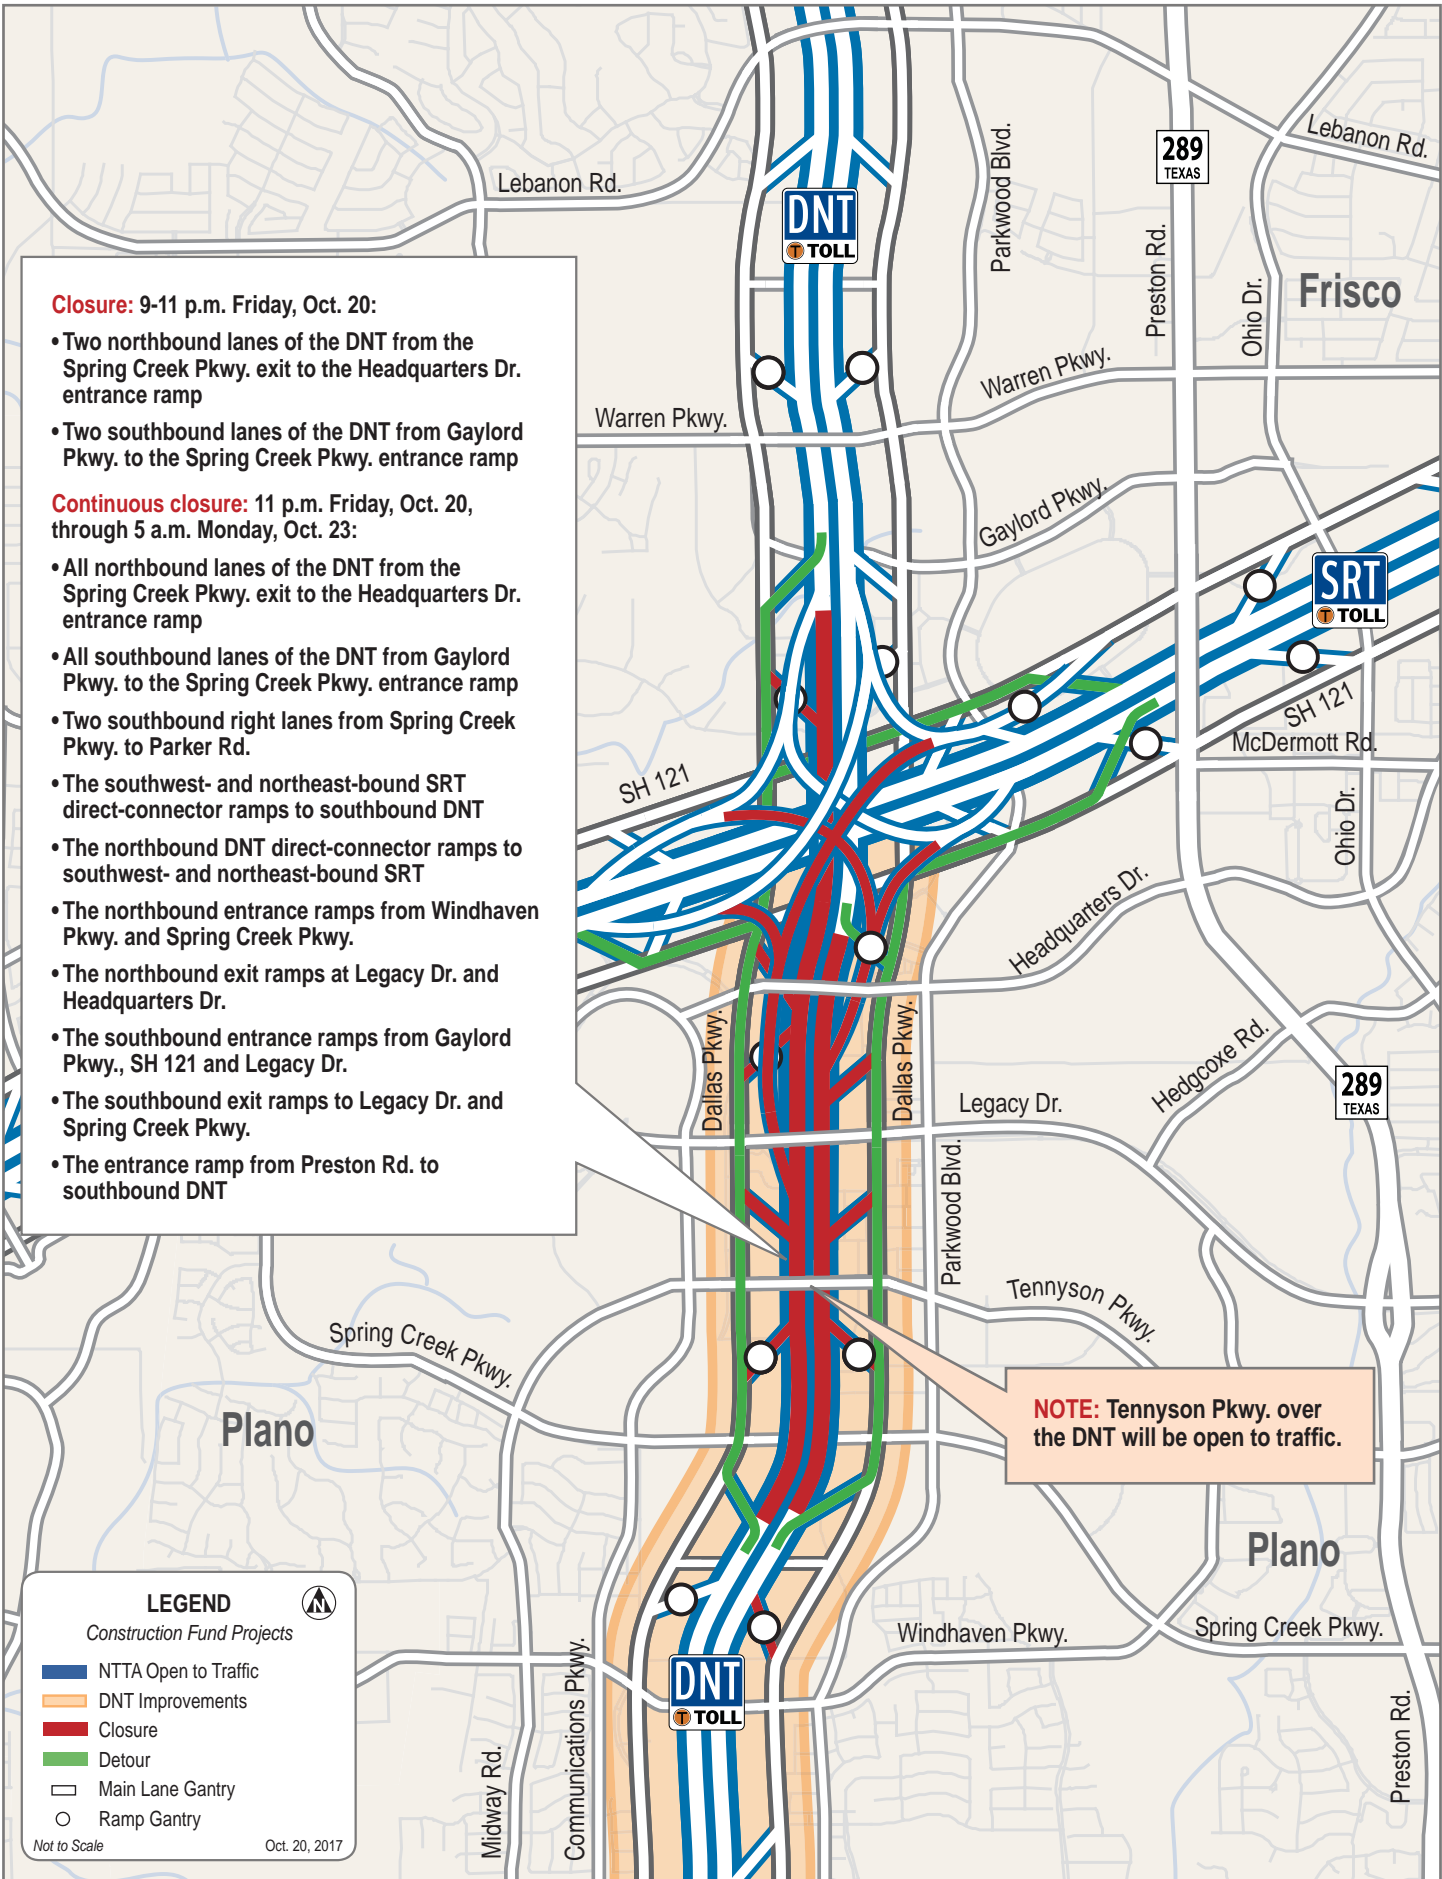 Lebanon Rd.
Lebanon Rd.
289
TEXAS
DNT
T TOLL
Parkwood Blvd.
Preston Rd.
Ohio Dr.
Frisco
Warren Pkwy.
Warren Pkwy.
Gaylord Pkwy.
SRT
T TOLL
SH 121
McDermott Rd.
SH 121
Ohio Dr.
Headquarters Dr.
Closure: 9-11 p.m. Friday, Oct. 20:
• Two northbound lanes of the DNT from the
Spring Creek Pkwy. exit to the Headquarters Dr.
entrance ramp
• Two southbound lanes of the DNT from Gaylord
Pkwy. to the Spring Creek Pkwy. entrance ramp
Continuous closure: 11 p.m. Friday, Oct. 20,
through 5 a.m. Monday, Oct. 23:
• All northbound lanes of the DNT from the
Spring Creek Pkwy. exit to the Headquarters Dr.
entrance ramp
• All southbound lanes of the DNT from Gaylord
Pkwy. to the Spring Creek Pkwy. entrance ramp
• Two southbound right lanes from Spring Creek
Pkwy. to Parker Rd.
• The southwest- and northeast-bound SRT
direct-connector ramps to southbound DNT
• The northbound DNT direct-connector ramps to
southwest- and northeast-bound SRT
• The northbound entrance ramps from Windhaven
Pkwy. and Spring Creek Pkwy.
• The northbound exit ramps at Legacy Dr. and
Headquarters Dr.
• The southbound entrance ramps from Gaylord
Pkwy., SH 121 and Legacy Dr.
• The southbound exit ramps to Legacy Dr. and
Spring Creek Pkwy.
• The entrance ramp from Preston Rd. to
southbound DNT
Dallas Pkwy.
Dallas Pkwy.
Hedgcoxe Rd.
289
TEXAS
Legacy Dr.
Parkwood Blvd.
Tennyson Pkwy.
Spring Creek Pkwy.
Plano
NOTE: Tennyson Pkwy. over
the DNT will be open to traffic.
Plano
Windhaven Pkwy.
Spring Creek Pkwy.
DNT
T TOLL
Communications Pkwy.
Midway Rd.
Preston Rd.
LEGEND
N
Construction Fund Projects
NTTA Open to Traffic
DNT Improvements
Closure
Detour
Main Lane Gantry
Ramp Gantry
Not to Scale
Oct. 20, 2017